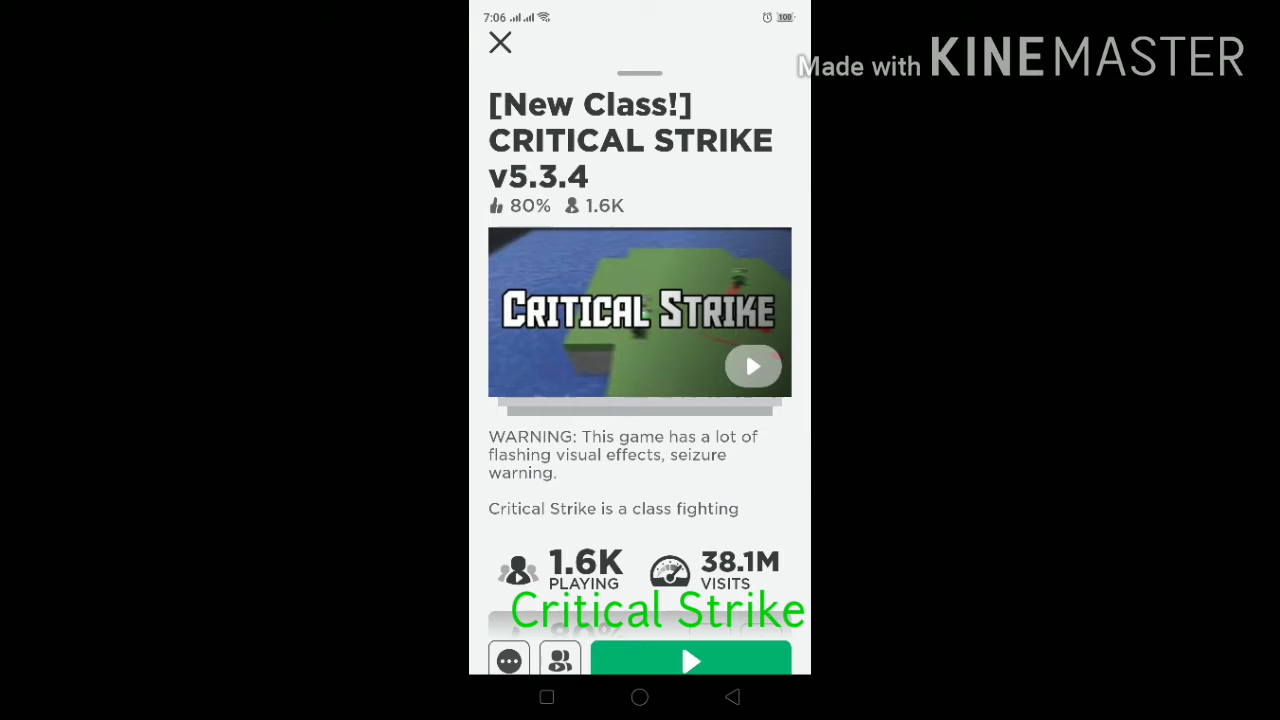 7:06
100
Made with KINEMASTER
[New Class!]
CRITICAL STRIKE
v5.3.4
80% 1.6K
CRITICAL STRIKE
WARNING: This game has a lot of
flashing visual effects, seizure
warning.
Critical Strike is a class fighting
1.6K 38.1M
PLAYING VISITS
Critical Strike
80%